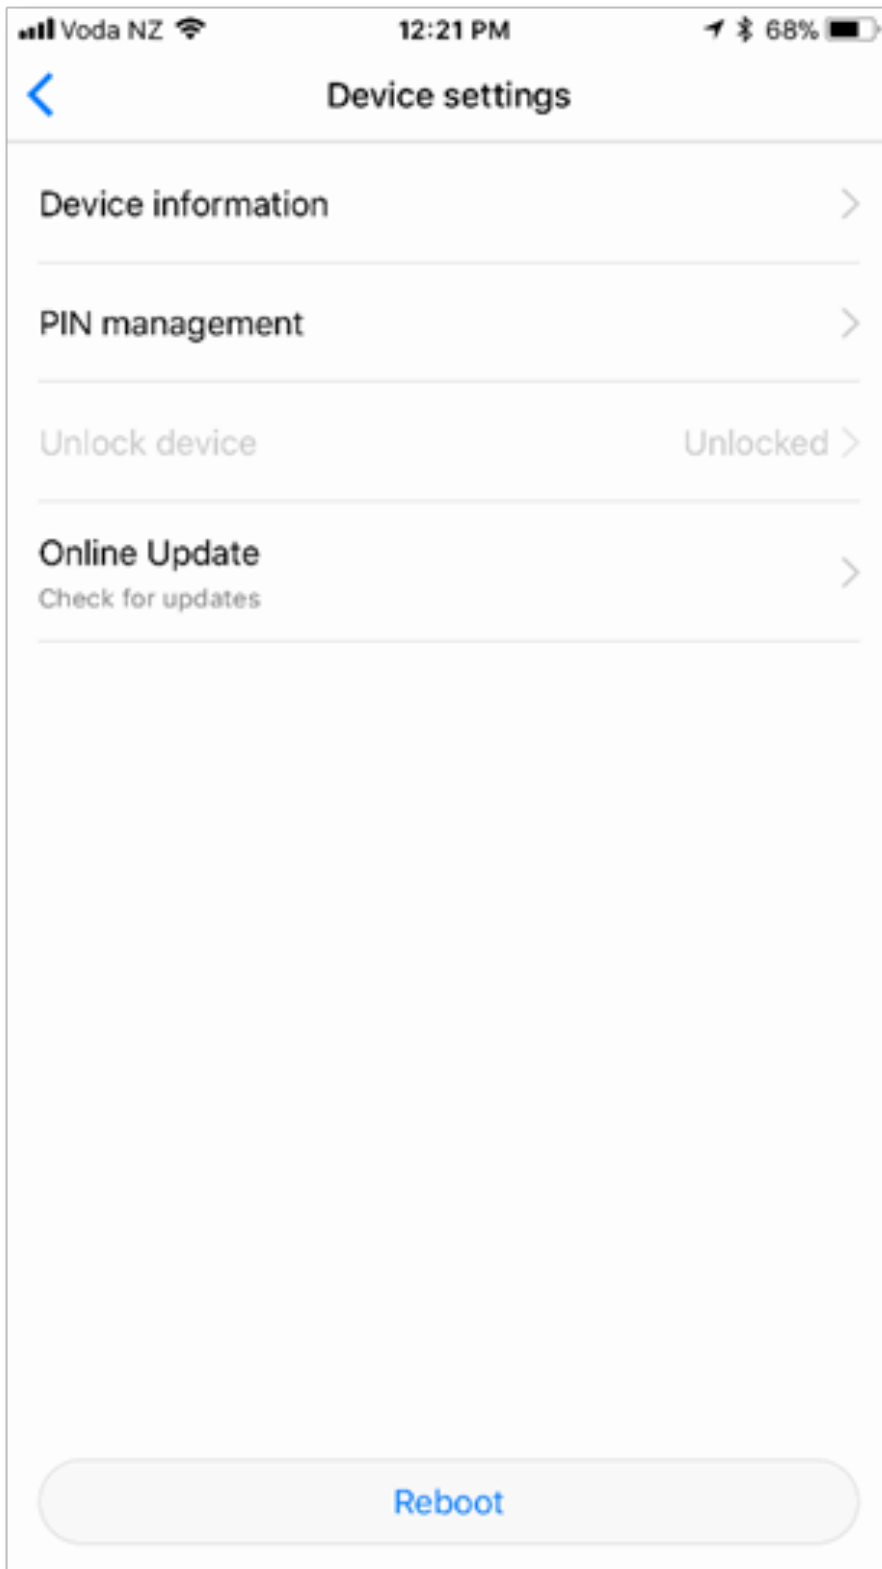 Voda NZ 12:21 PM 68%
Device settings
Device information
PIN management
Unlock device Unlocked
Online Update
Check for updates
Reboot